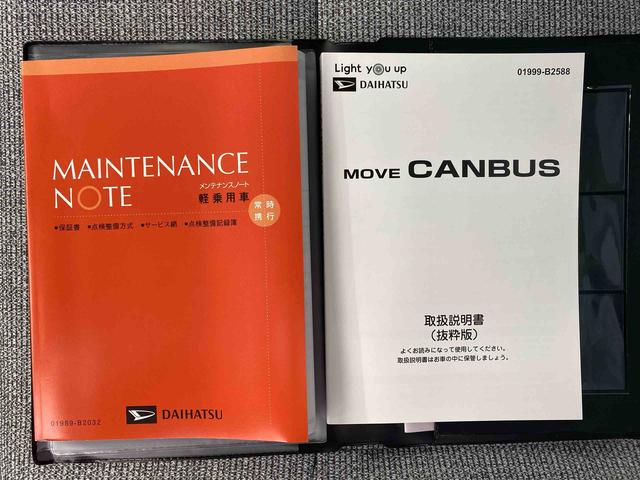 MAINTENANCE
NOTE
メンテナンスノート
軽乗用車
常時
携行
●保証書 ●点検整備方式 ●サービス網 ●点検整備記録簿
DAIHATSU
01989-B2032
Light you up
DAIHATSU
01999-B2588
MOVE CANBUS
取扱説明書
（抜粋版）
よくお読みになって使用してください。
取扱説明書はお車の中に保管しましょう。